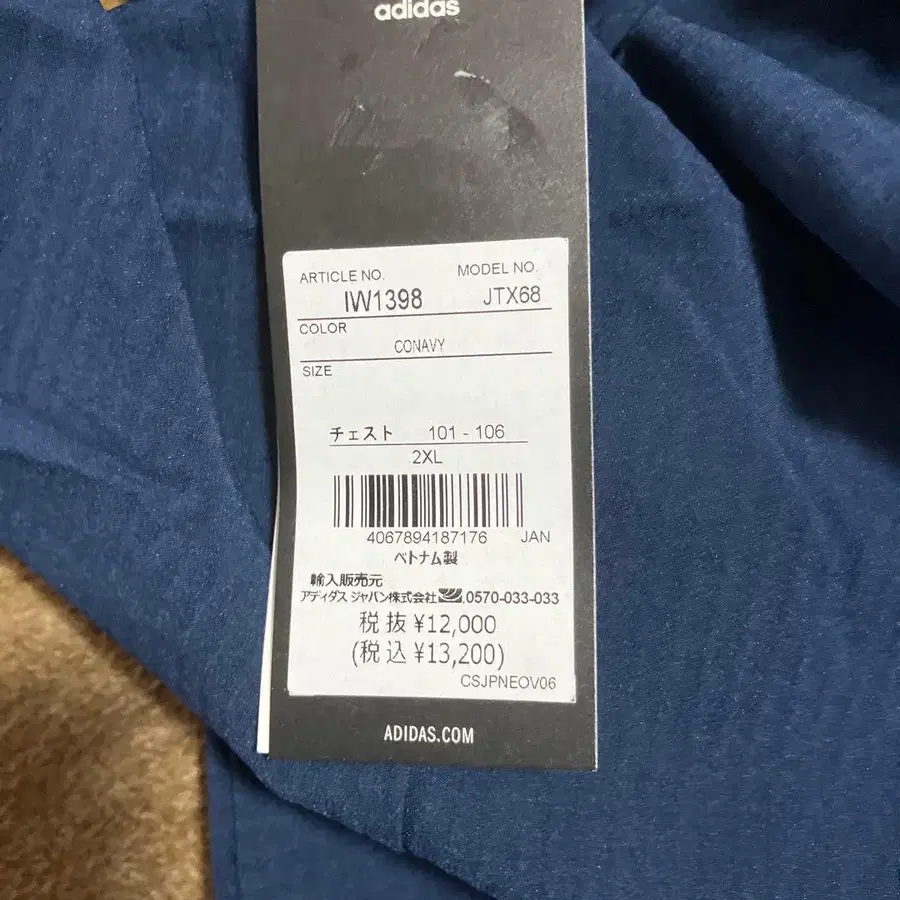 adidas
ARTICLE NO. MODEL NO.
IW1398 JTX68
COLOR
CONAVY
SIZE
チェスト 101 - 106
2XL
4067894187176 JAN
ベトナム製
輸入販売元
アディダス ジャパン株式会社 0570-033-033
税抜 ¥12,000
(税込 ¥13,200)
CSJPNEOV06
ADIDAS.COM